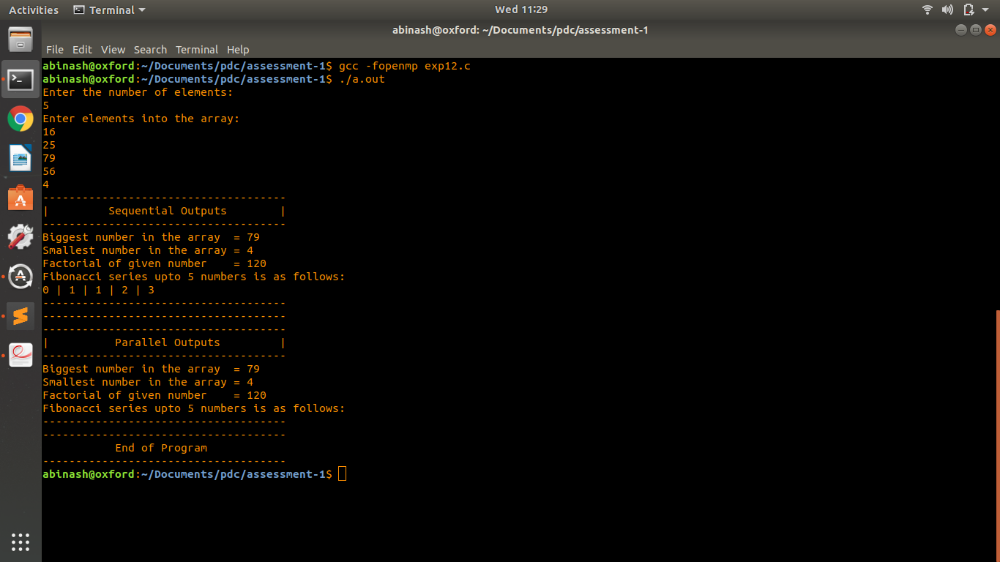 Activities Terminal Wed 11:29
abinash@oxford: ~/Documents/pdc/assessment-1
File Edit View Search Terminal Help
abinash@oxford:~/Documents/pdc/assessment-1$ gcc -fopenmp exp12.c
abinash@oxford:~/Documents/pdc/assessment-1$ ./a.out
Enter the number of elements:
5
Enter elements into the array:
16
25
79
56
4
-------------------------------------
|         Sequential Outputs        |
-------------------------------------
Biggest number in the array  = 79
Smallest number in the array = 4
Factorial of given number    = 120
Fibonacci series upto 5 numbers is as follows:
0 | 1 | 1 | 2 | 3
-------------------------------------
-------------------------------------
-------------------------------------
|          Parallel Outputs         |
-------------------------------------
Biggest number in the array  = 79
Smallest number in the array = 4
Factorial of given number    = 120
Fibonacci series upto 5 numbers is as follows:
-------------------------------------
-------------------------------------
           End of Program
-------------------------------------
abinash@oxford:~/Documents/pdc/assessment-1$